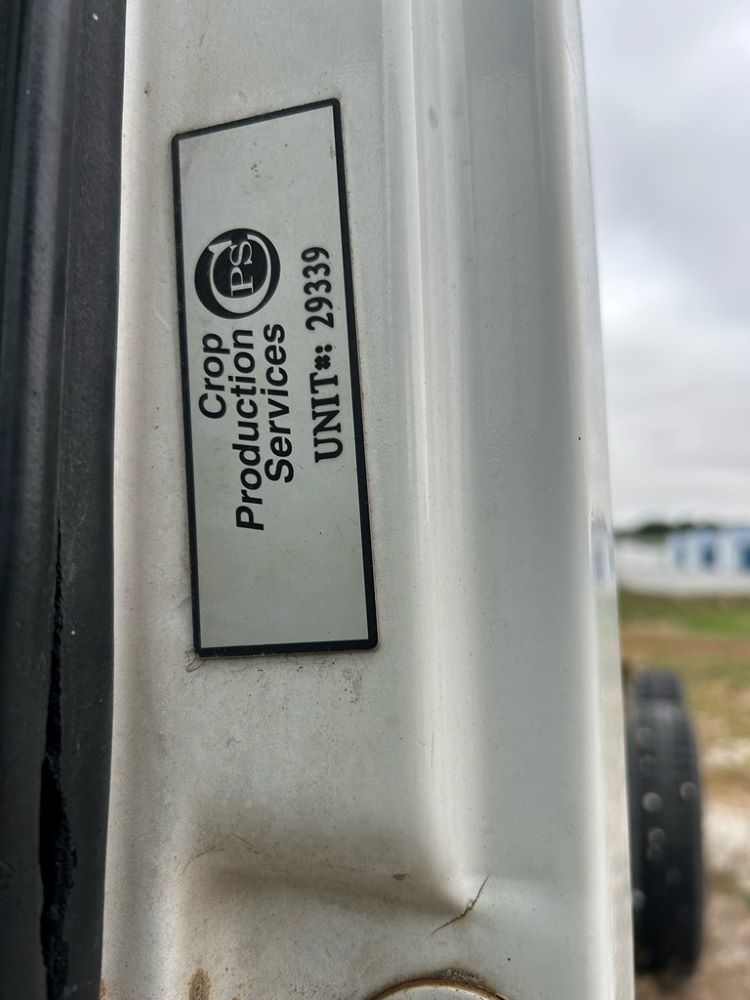 CPS
Crop
Production
Services
UNIT#: 29339